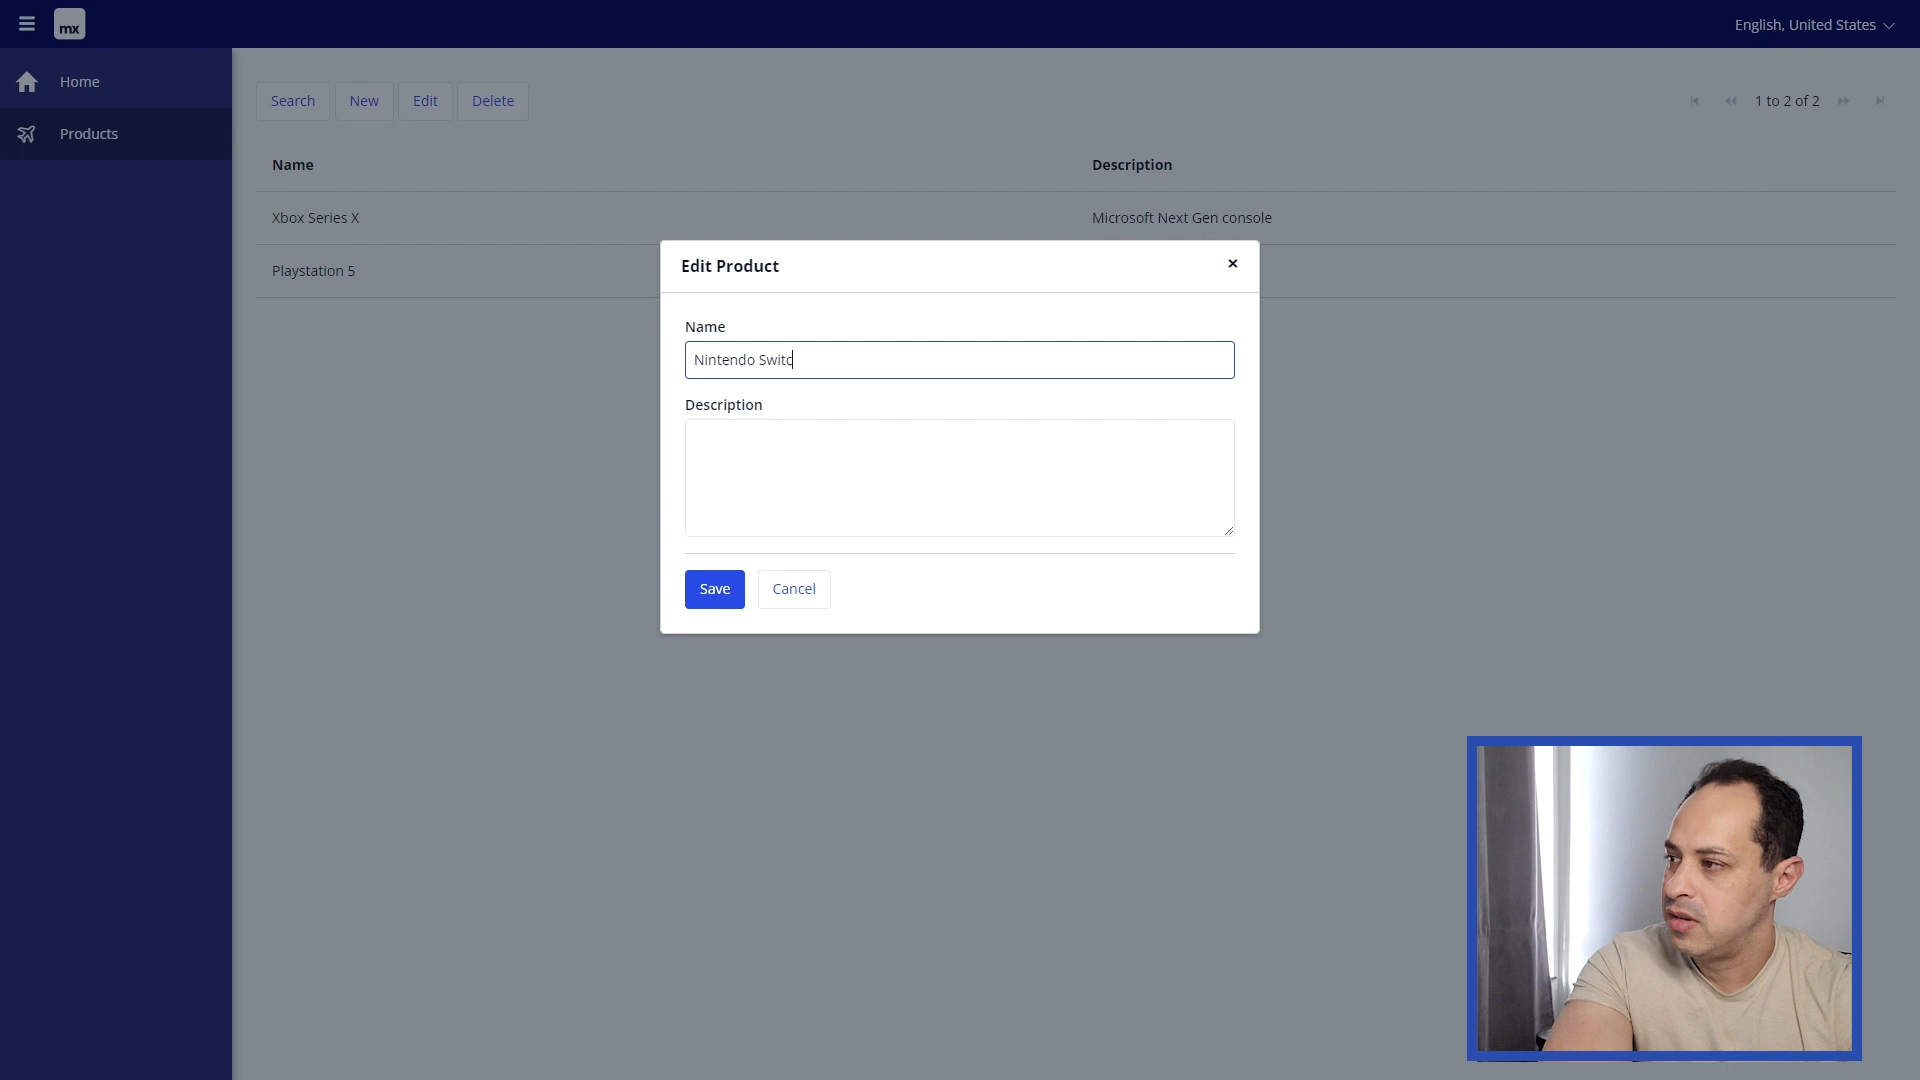 mx
English, United States
Home
Products
Search New Edit Delete
1 to 2 of 2
Name Description
Xbox Series X Microsoft Next Gen console
Playstation 5
Edit Product
Name
Nintendo Switc
Description
Save Cancel